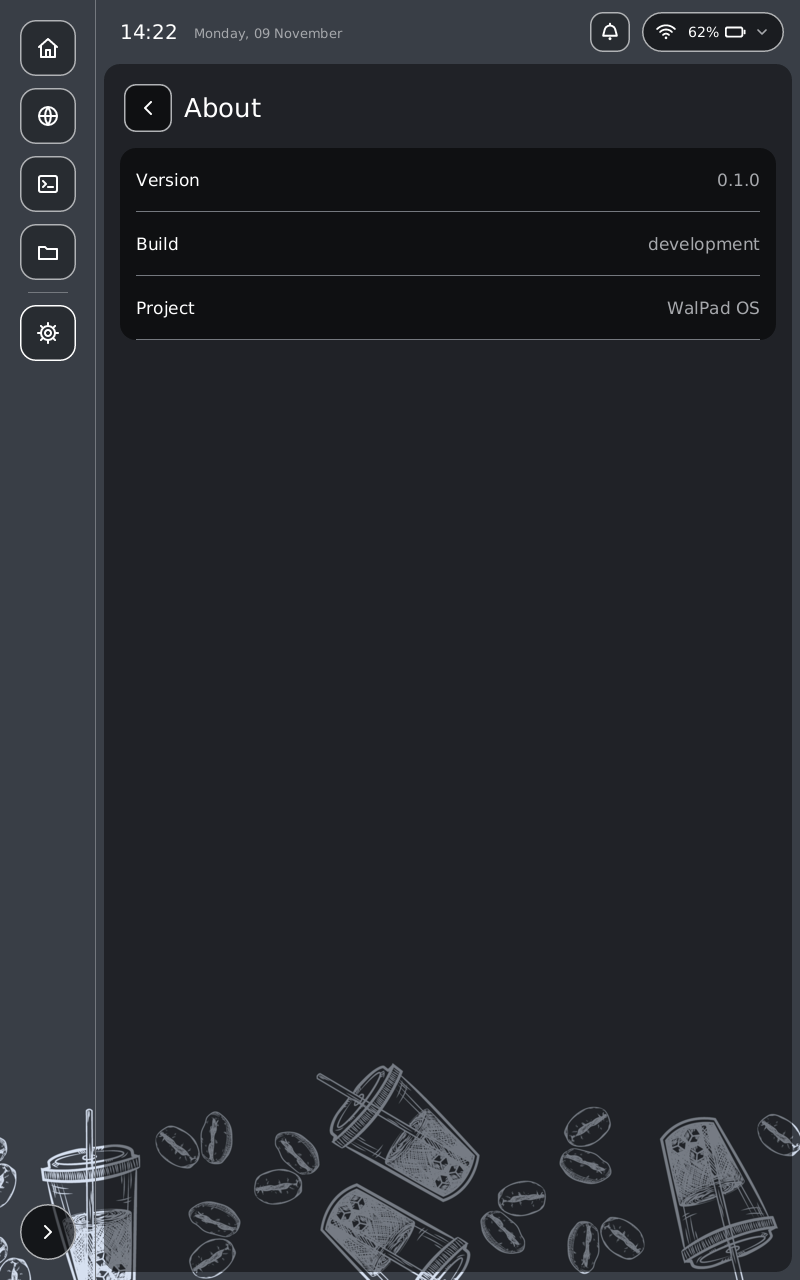 14:22 Monday, 09 November 62%
About
Version 0.1.0
Build development
Project WalPad OS